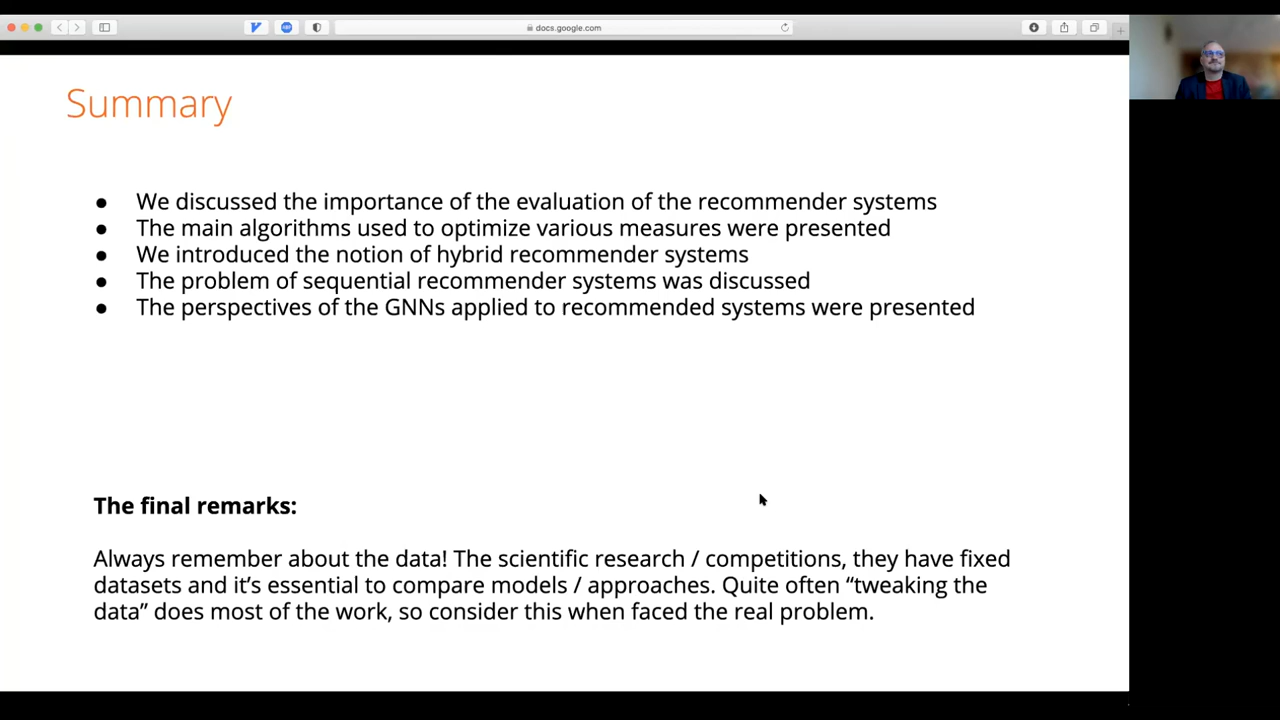 docs.google.com
Summary
● We discussed the importance of the evaluation of the recommender systems
● The main algorithms used to optimize various measures were presented
● We introduced the notion of hybrid recommender systems
● The problem of sequential recommender systems was discussed
● The perspectives of the GNNs applied to recommended systems were presented
The final remarks:
Always remember about the data! The scientific research / competitions, they have fixed
datasets and it’s essential to compare models / approaches. Quite often “tweaking the
data” does most of the work, so consider this when faced the real problem.